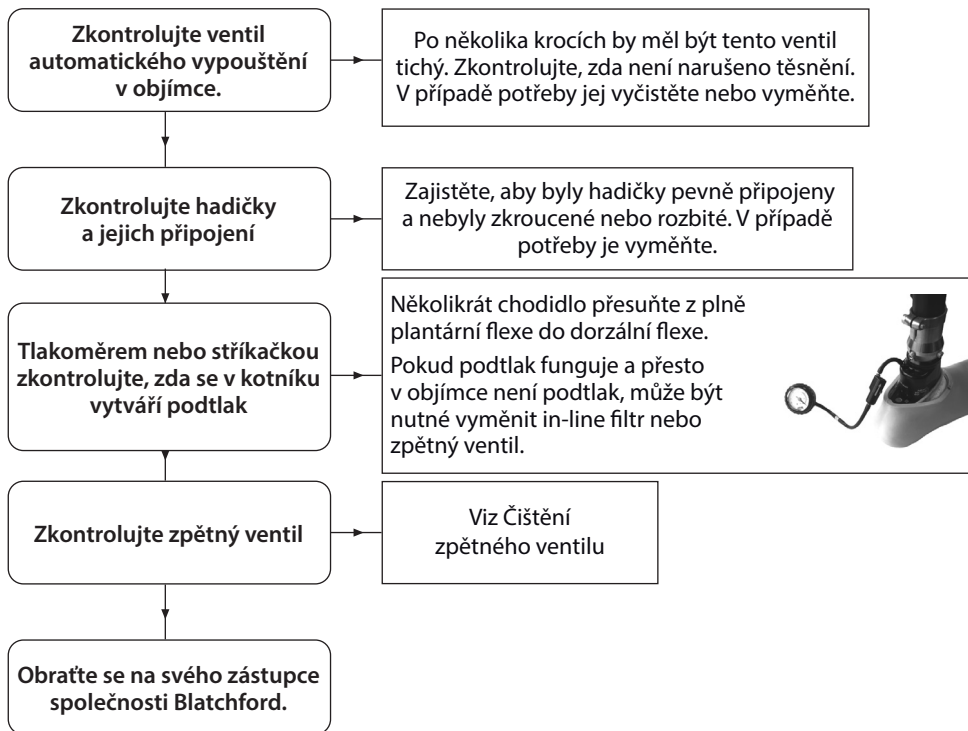 Zkontrolujte ventil
automatického vypouštění
v objímce.
Po několika krocích by měl být tento ventil
tichý. Zkontrolujte, zda není narušeno těsnění.
V případě potřeby jej vyčistěte nebo vyměňte.
Zkontrolujte hadičky
a jejich připojení
Zajistěte, aby byly hadičky pevně připojeny
a nebyly zkroucené nebo rozbité. V případě
potřeby je vyměňte.
Tlakoměrem nebo stříkačkou
zkontrolujte, zda se v kotníku
vytváří podtlak
Několikrát chodidlo přesuňte z plně
plantární flexe do dorzální flexe.
Pokud podtlak funguje a přesto
v objímce není podtlak, může být
nutné vyměnit in-line filtr nebo
zpětný ventil.
Zkontrolujte zpětný ventil
Viz Čištění
zpětného ventilu
Obraťte se na svého zástupce
společnosti Blatchford.